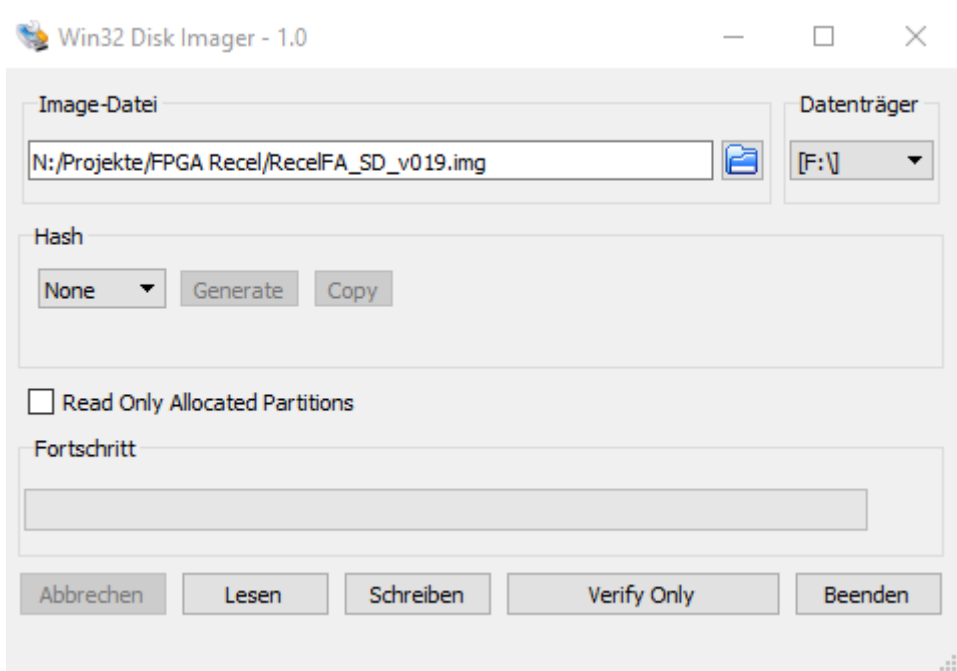 Win32 Disk Imager - 1.0
Image-Datei
Datenträger
N:/Projekte/FPGA Recel/RecelFA_SD_v019.img
[F:\]
Hash
None
Generate
Copy
Read Only Allocated Partitions
Fortschritt
Abbrechen
Lesen
Schreiben
Verify Only
Beenden